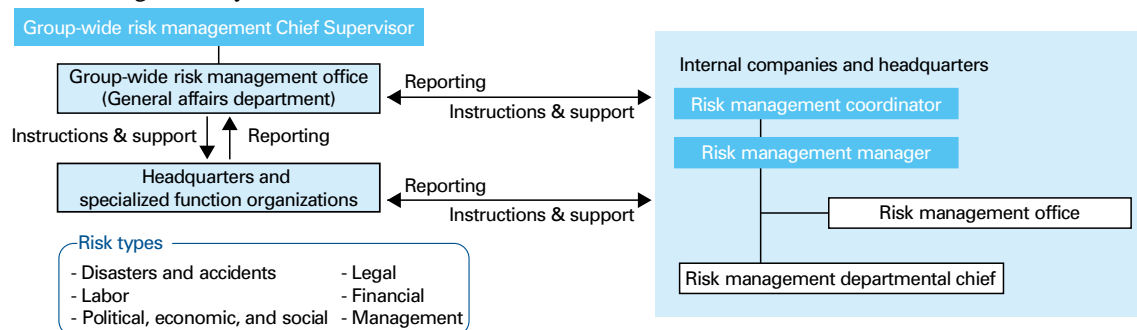 Group-wide risk management Chief Supervisor
Group-wide risk management office
(General affairs department)
Instructions & support
Reporting
Headquarters and
specialized function organizations
Reporting
Instructions & support
Reporting
Instructions & support
Risk types
- Disasters and accidents
- Labor
- Political, economic, and social
- Legal
- Financial
- Management
Internal companies and headquarters
Risk management coordinator
Risk management manager
Risk management office
Risk management departmental chief